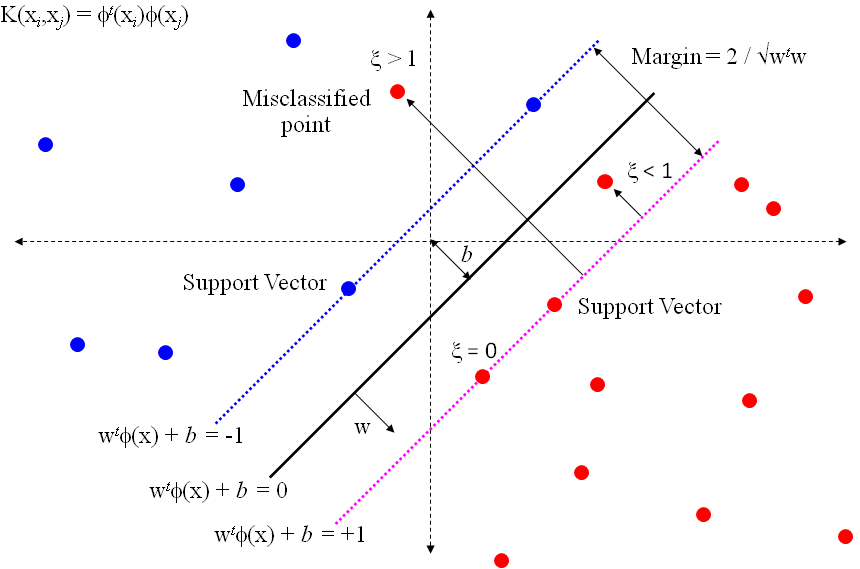 K(xᵢ,xⱼ) = ϕᵗ(xᵢ)ϕ(xⱼ)
ξ > 1
Margin = 2 / √wᵗw
Misclassified
point
ξ < 1
b
Support Vector
Support Vector
ξ = 0
w
wᵗϕ(x) + b = -1
wᵗϕ(x) + b = 0
wᵗϕ(x) + b = +1